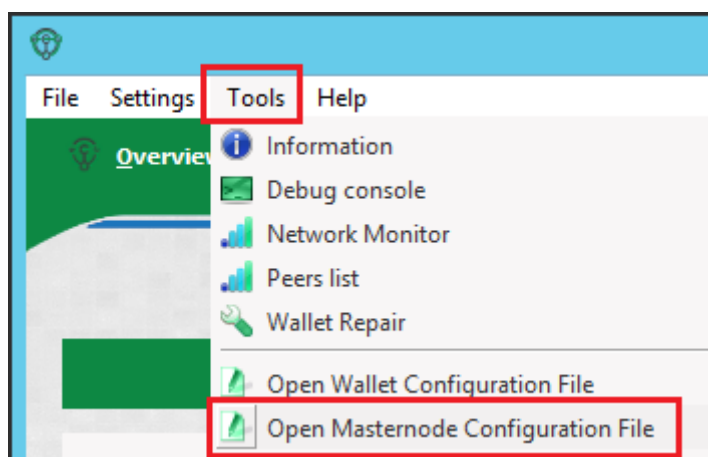 File Settings Tools Help
Overview
Information
Debug console
Network Monitor
Peers list
Wallet Repair
Open Wallet Configuration File
Open Masternode Configuration File